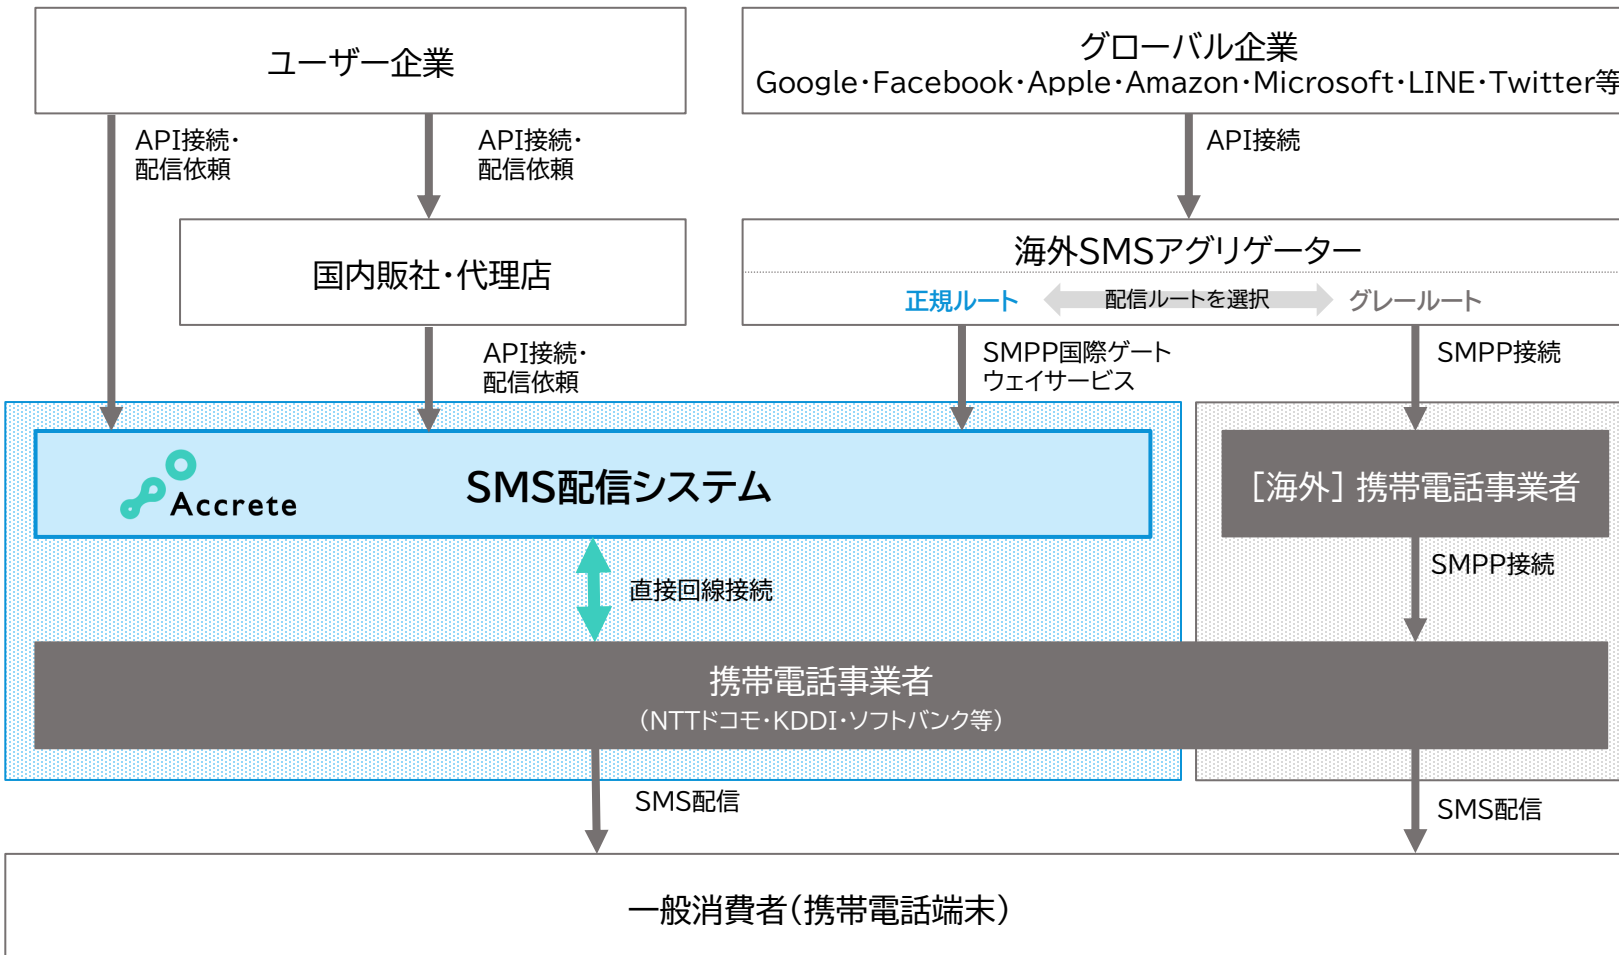 ユーザー企業
グローバル企業
Google・Facebook・Apple・Amazon・Microsoft・LINE・Twitter等
API接続・
配信依頼
API接続・
配信依頼
API接続
国内販社・代理店
海外SMSアグリゲーター
正規ルート
配信ルートを選択
グレールート
API接続・
配信依頼
SMPP国際ゲート
ウェイサービス
SMPP接続
Accrete
SMS配信システム
［海外］携帯電話事業者
直接回線接続
SMPP接続
携帯電話事業者
（NTTドコモ・KDDI・ソフトバンク等）
SMS配信
SMS配信
一般消費者（携帯電話端末）